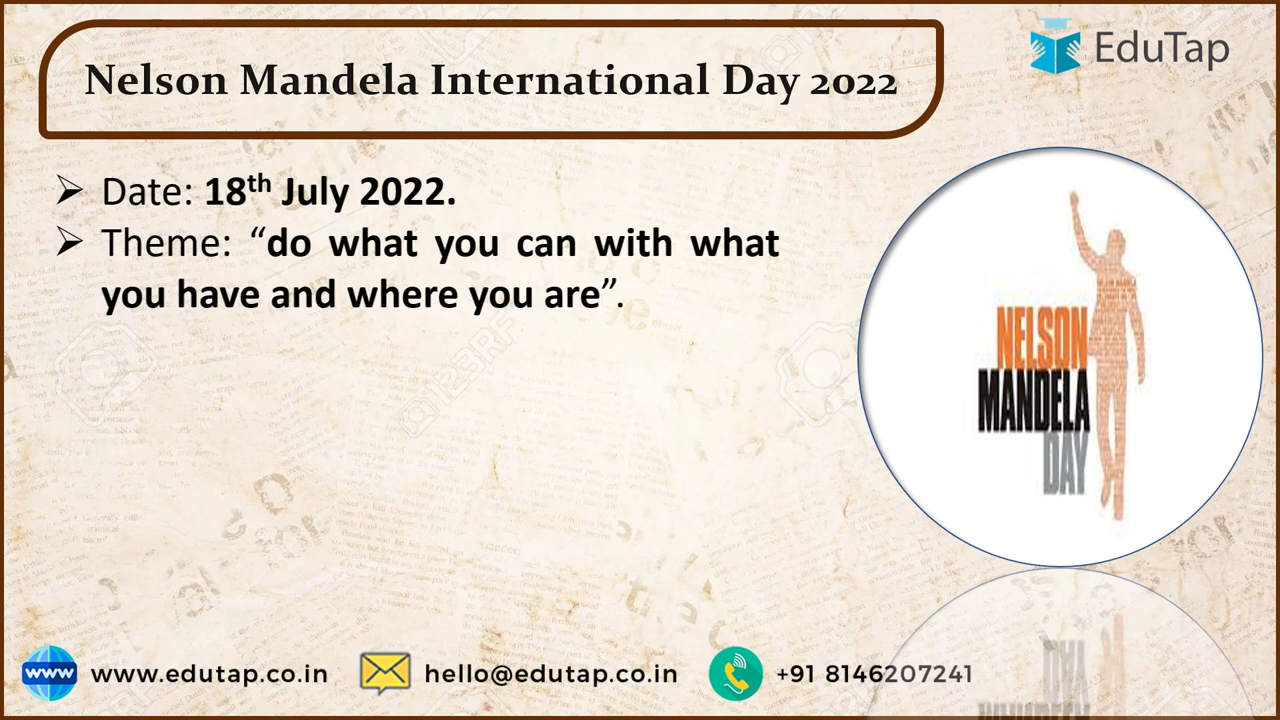 Nelson Mandela International Day 2022
EduTap
➢ Date: 18th July 2022.
➢ Theme: “do what you can with what
you have and where you are”.
NELSON
MANDELA
DAY
www www.edutap.co.in hello@edutap.co.in +91 8146207241